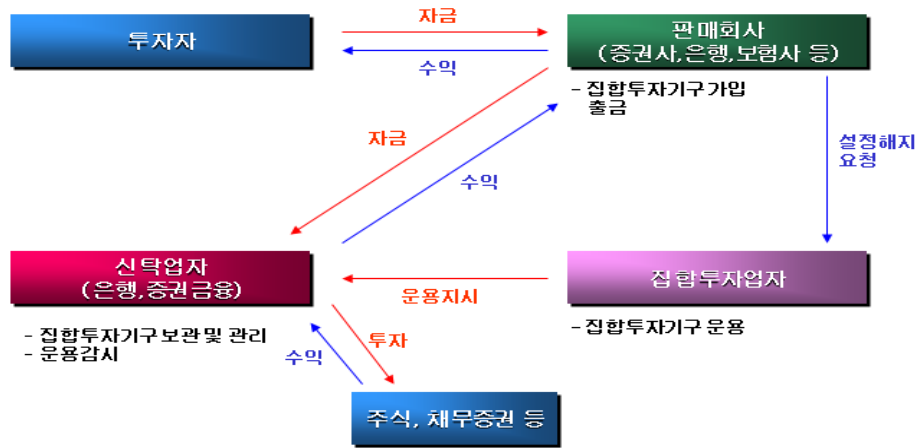 투자자
자금
수익
판매회사
(증권사,은행,보험사 등)
- 집합투자기구 가입
출금
자금
수익
설정해지
요청
신탁업자
(은행,증권금융)
- 집합투자기구 보관 및 관리
- 운용감시
운용지시
집합투자업자
- 집합투자기구 운용
수익
투자
주식, 채무증권 등